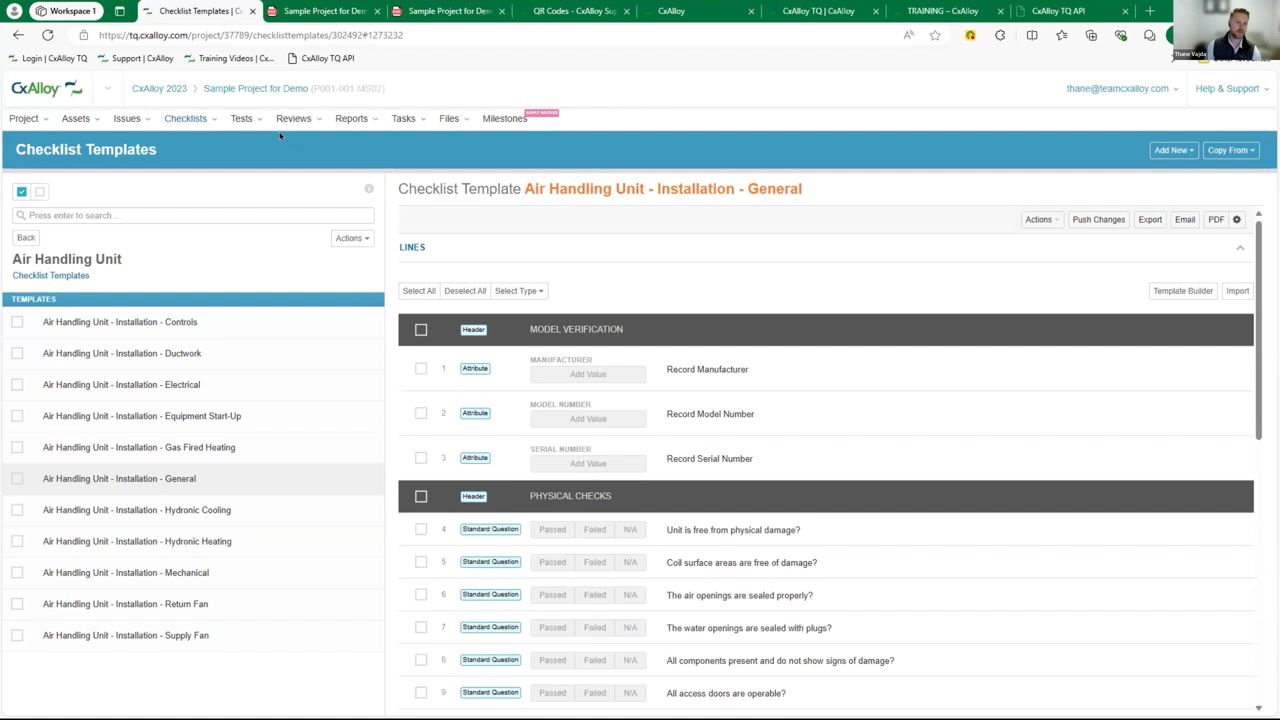 Workspace 1
Checklist Templates | C
Sample Project for Demo
Sample Project for Demo
QR Codes - CxAlloy Sup
CxAlloy
CxAlloy TQ | CxAlloy
TRAINING – CxAlloy
CxAlloy TQ API
https://tq.cxalloy.com/project/37789/checklisttemplates/302492#1273232
Thane Vajda
Login | CxAlloy TQ
Support | CxAlloy
Training Videos | Cx...
CxAlloy TQ API
CxAlloy
CxAlloy 2023
Sample Project for Demo (P001-001-MS02)
thane@teamcxalloy.com
Help & Support
Project
Assets
Issues
Checklists
Tests
Reviews
Reports
Tasks
Files
Milestones
Checklist Templates
Add New
Copy From
Press enter to search ...
Back
Actions
Air Handling Unit
Checklist Templates
TEMPLATES
Air Handling Unit - Installation - Controls
Air Handling Unit - Installation - Ductwork
Air Handling Unit - Installation - Electrical
Air Handling Unit - Installation - Equipment Start-Up
Air Handling Unit - Installation - Gas Fired Heating
Air Handling Unit - Installation - General
Air Handling Unit - Installation - Hydronic Cooling
Air Handling Unit - Installation - Hydronic Heating
Air Handling Unit - Installation - Mechanical
Air Handling Unit - Installation - Return Fan
Air Handling Unit - Installation - Supply Fan
Checklist Template Air Handling Unit - Installation - General
Actions
Push Changes
Export
Email
PDF
LINES
Select All
Deselect All
Select Type
Template Builder
Import
Header MODEL VERIFICATION
MANUFACTURER
1 Attribute Add Value Record Manufacturer
MODEL NUMBER
2 Attribute Add Value Record Model Number
SERIAL NUMBER
3 Attribute Add Value Record Serial Number
Header PHYSICAL CHECKS
4 Standard Question Passed Failed N/A Unit is free from physical damage?
5 Standard Question Passed Failed N/A Coil surface areas are free of damage?
6 Standard Question Passed Failed N/A The air openings are sealed properly?
7 Standard Question Passed Failed N/A The water openings are sealed with plugs?
8 Standard Question Passed Failed N/A All components present and do not show signs of damage?
9 Standard Question Passed Failed N/A All access doors are operable?